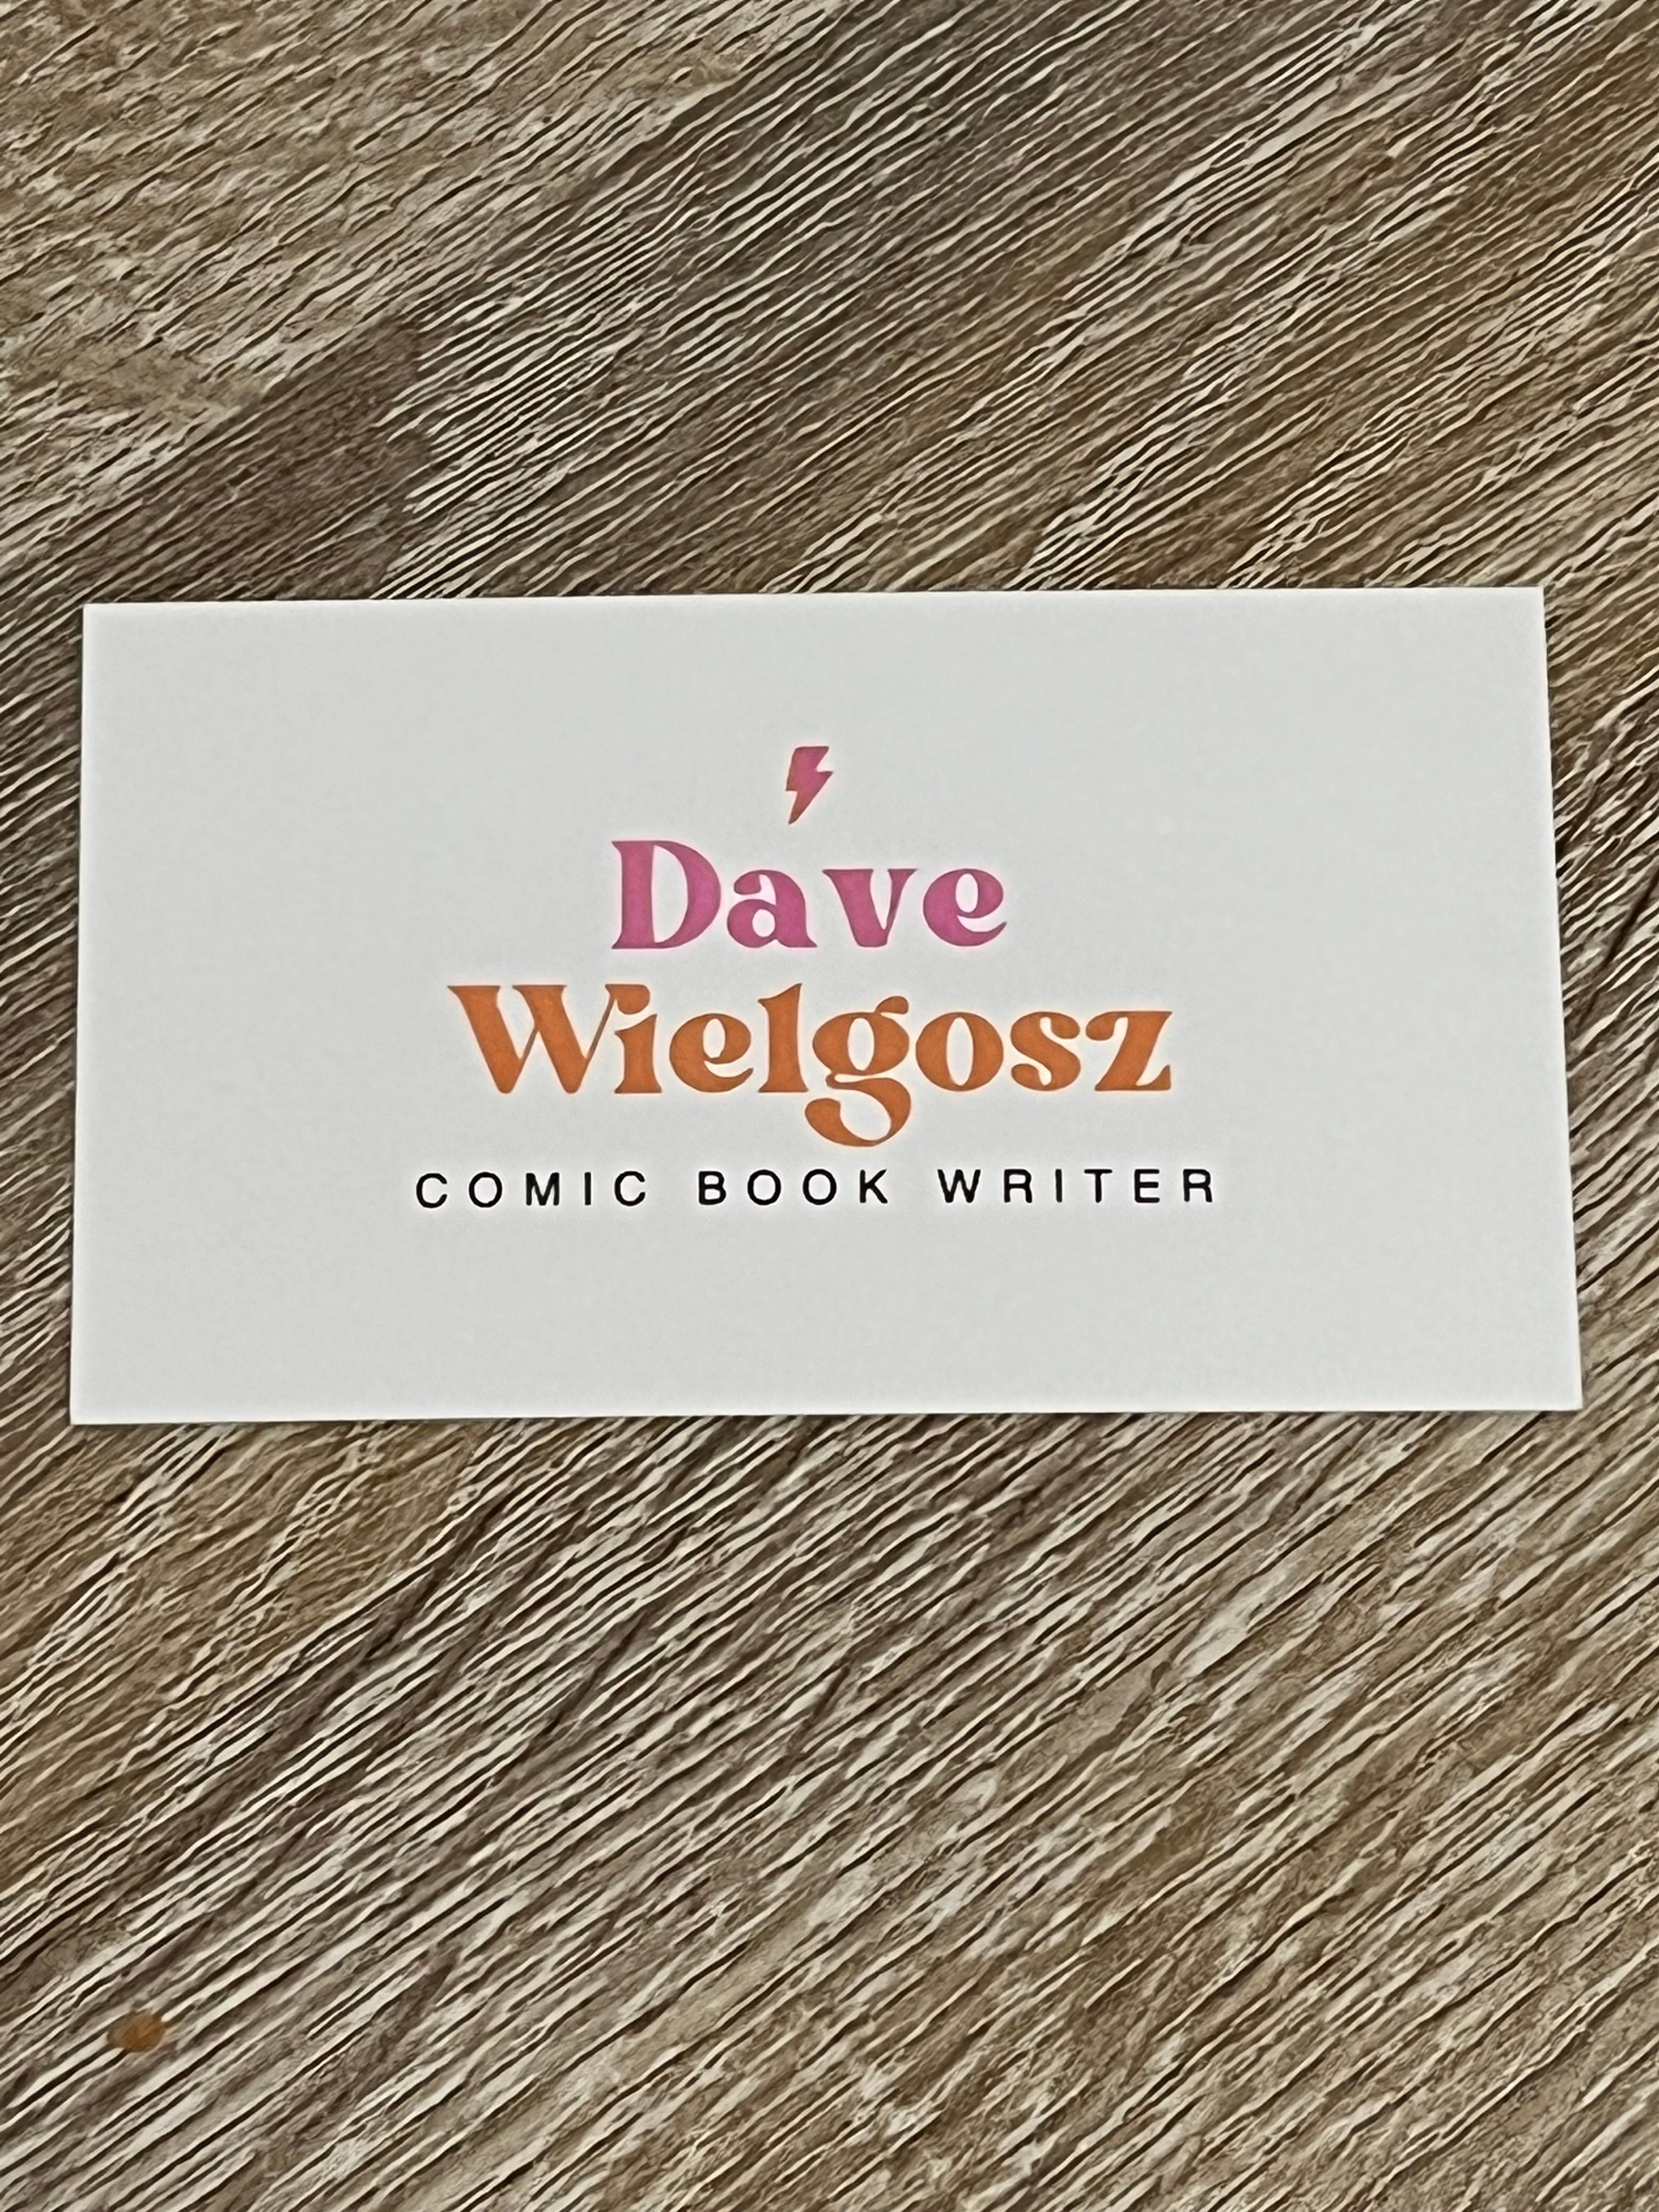 Dave
Wielgosz
COMIC BOOK WRITER